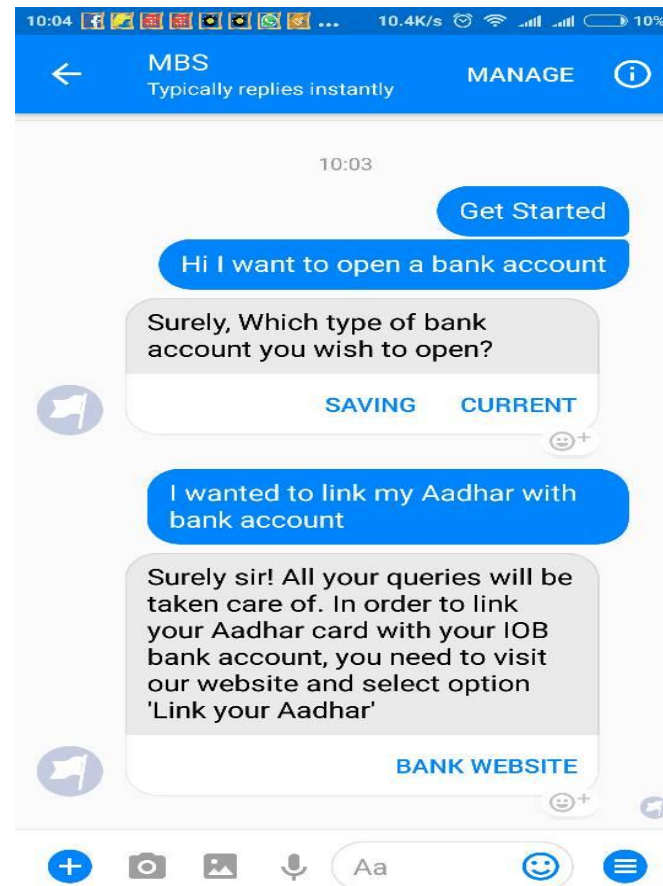 10:04 ... 10.4K/s 10%
MBS
Typically replies instantly
MANAGE
10:03
Get Started
Hi I want to open a bank account
Surely, Which type of bank
account you wish to open?
SAVING CURRENT
I wanted to link my Aadhar with
bank account
Surely sir! All your queries will be
taken care of. In order to link
your Aadhar card with your IOB
bank account, you need to visit
our website and select option
'Link your Aadhar'
BANK WEBSITE
Aa